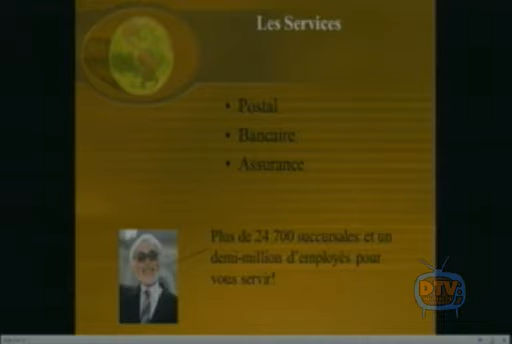 Les Services
• Postal
• Bancaire
• Assurance
Plus de 24 700 succursales et un
demi-million d'employés pour
vous servir!
DTV